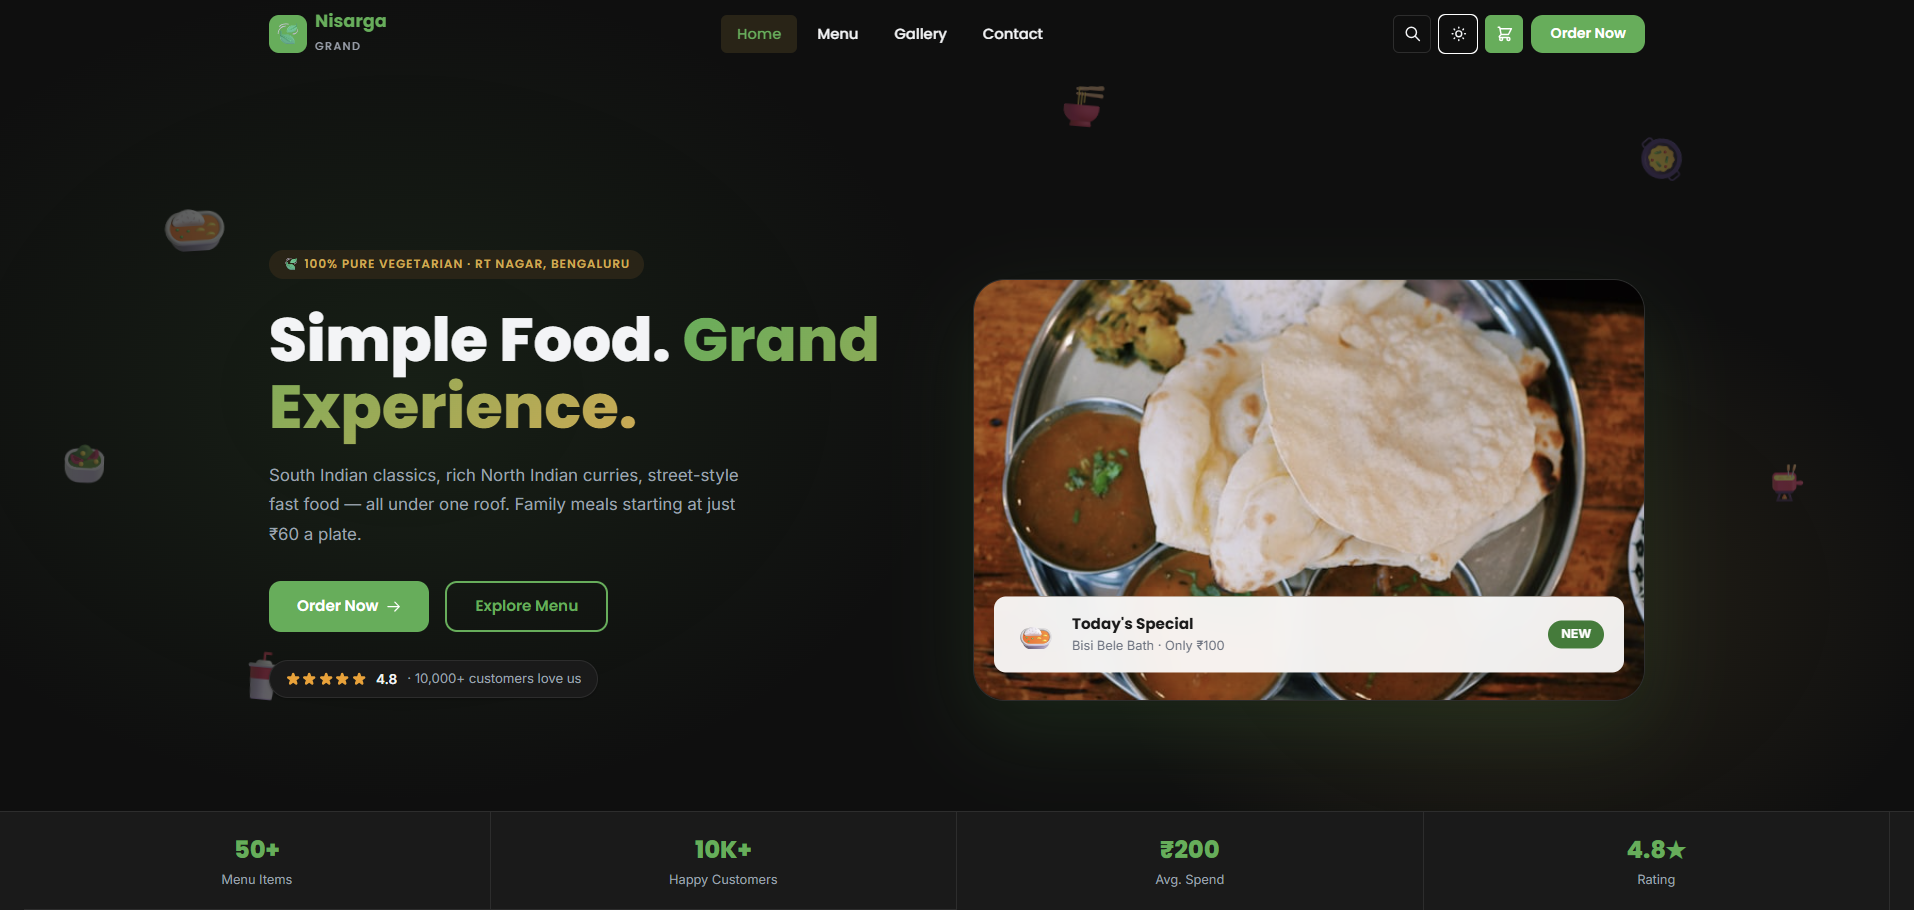 Nisarga
GRAND
Home
Menu
Gallery
Contact
Order Now
100% PURE VEGETARIAN · RT NAGAR, BENGALURU
Simple Food. Grand
Experience.
South Indian classics, rich North Indian curries, street-style
fast food — all under one roof. Family meals starting at just
₹60 a plate.
Order Now →
Explore Menu
4.8 · 10,000+ customers love us
Today's Special
Bisi Bele Bath · Only ₹100
NEW
50+
Menu Items
10K+
Happy Customers
₹200
Avg. Spend
4.8★
Rating